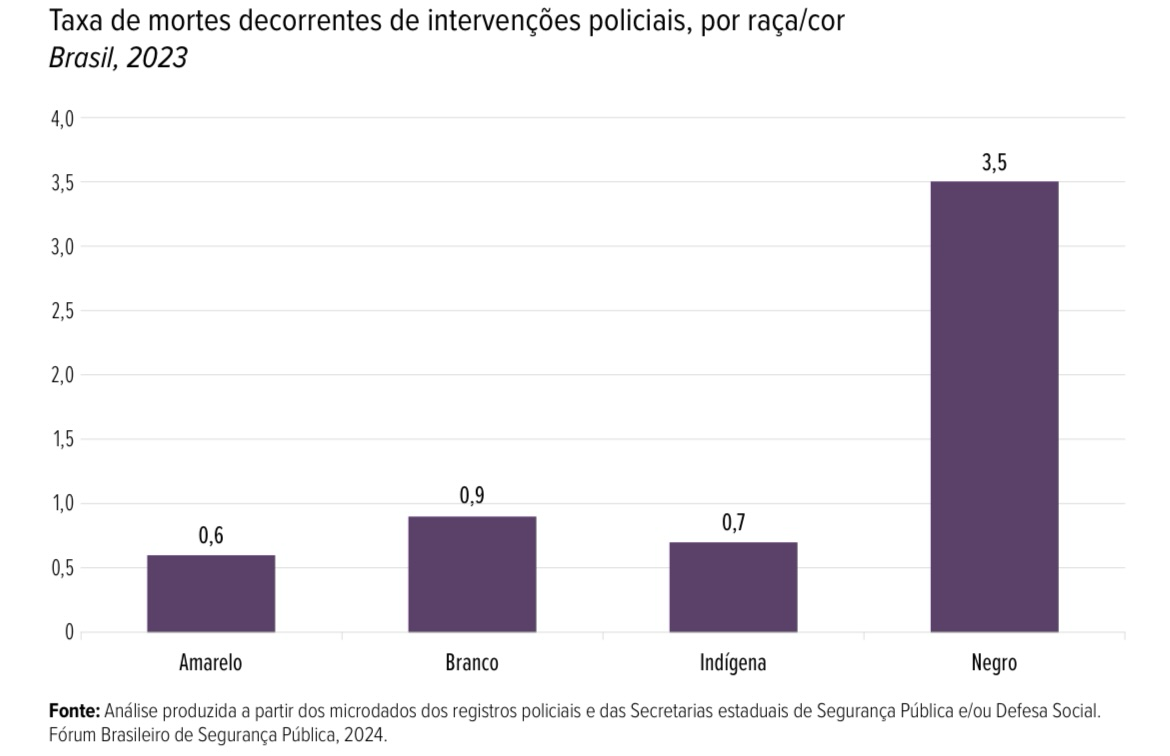 Taxa de mortes decorrentes de intervenções policiais, por raça/cor
Brasil, 2023
4,0
3,5
3,0
2,5
2,0
1,5
1,0
0,5
0
0,6
0,9
0,7
3,5
Amarelo
Branco
Indígena
Negro
Fonte: Análise produzida a partir dos microdados dos registros policiais e das Secretarias estaduais de Segurança Pública e/ou Defesa Social.
Fórum Brasileiro de Segurança Pública, 2024.